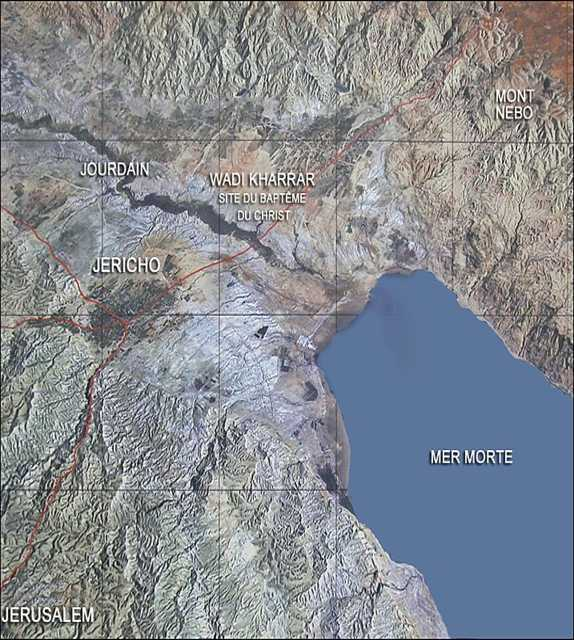 MONT
NEBO
JOURDAIN
WADI KHARRAR
SITE DU BAPTÊME
DU CHRIST
JERICHO
MER MORTE
JERUSALEM